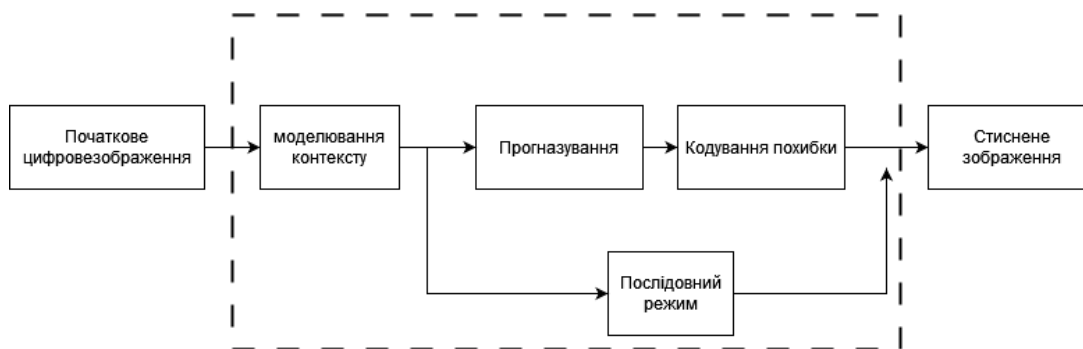 Початкове
цифровезображення
моделювання
контексту
Прогназування
Кодування похибки
Стиснене
зображення
Послідовний
режим